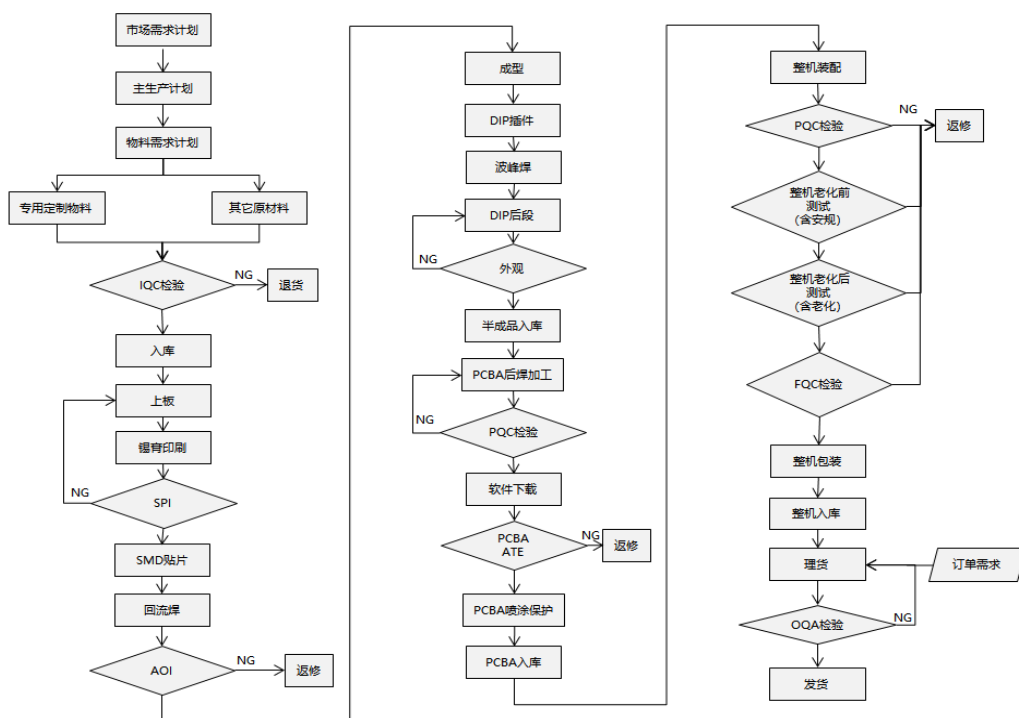 市场需求计划
主生产计划
物料需求计划
专用定制物料
其它原材料
IQC检验
NG
退货
入库
上板
锡膏印刷
NG
SPI
SMD贴片
回流焊
AOI
NG
返修
成型
DIP插件
波峰焊
DIP后段
NG
外观
半成品入库
PCBA后焊加工
NG
PQC检验
软件下载
PCBA
ATE
NG
返修
PCBA喷涂保护
PCBA入库
整机装配
PQC检验
NG
返修
整机老化前
测试
(含安规)
整机老化后
测试
(含老化)
FQC检验
整机包装
整机入库
理货
订单需求
OQA检验
NG
发货